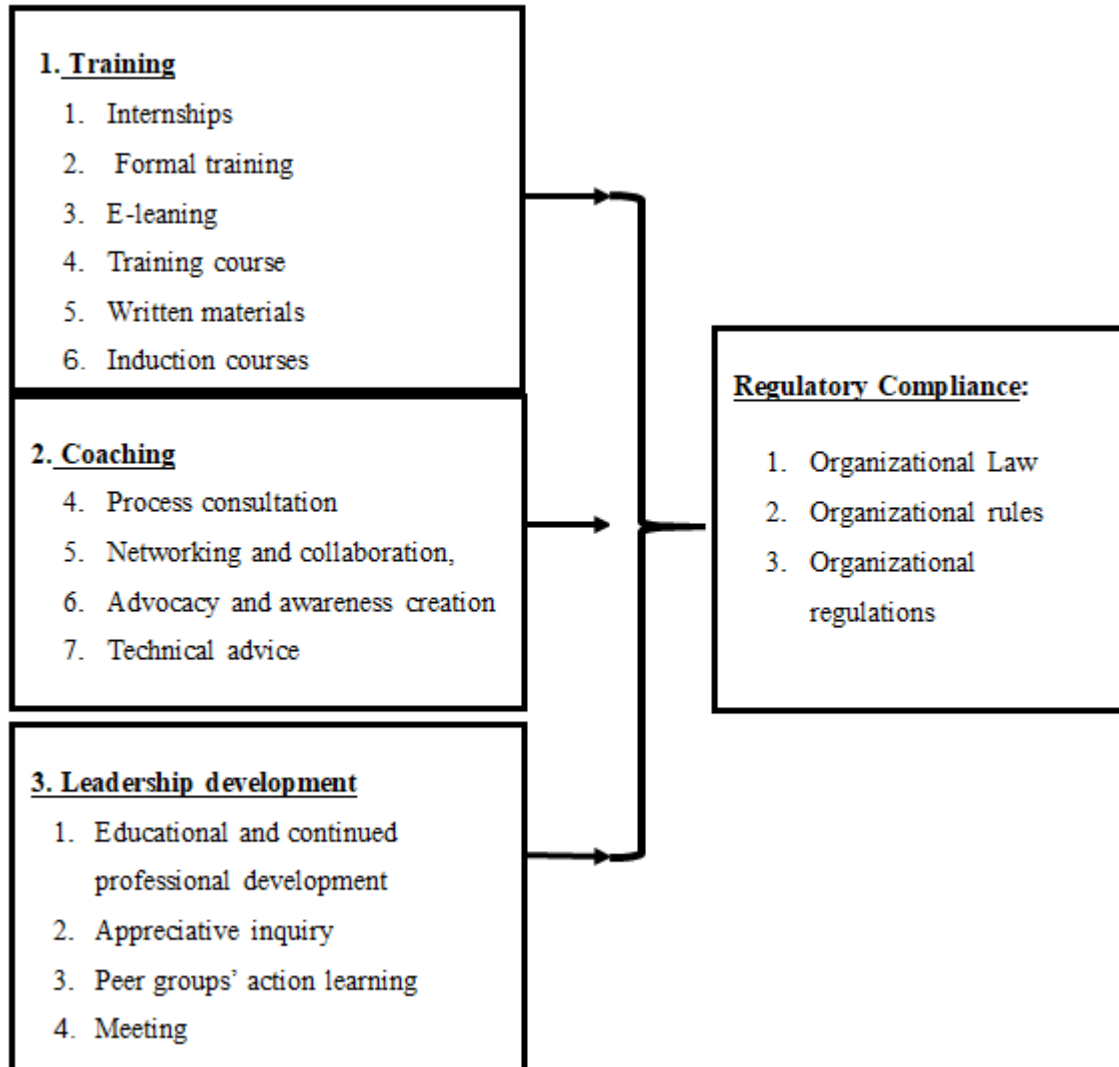 1. Training
1. Internships
2. Formal training
3. E-leaning
4. Training course
5. Written materials
6. Induction courses
2. Coaching
4. Process consultation
5. Networking and collaboration,
6. Advocacy and awareness creation
7. Technical advice
3. Leadership development
1. Educational and continued
professional development
2. Appreciative inquiry
3. Peer groups’ action learning
4. Meeting
Regulatory Compliance:
1. Organizational Law
2. Organizational rules
3. Organizational
regulations